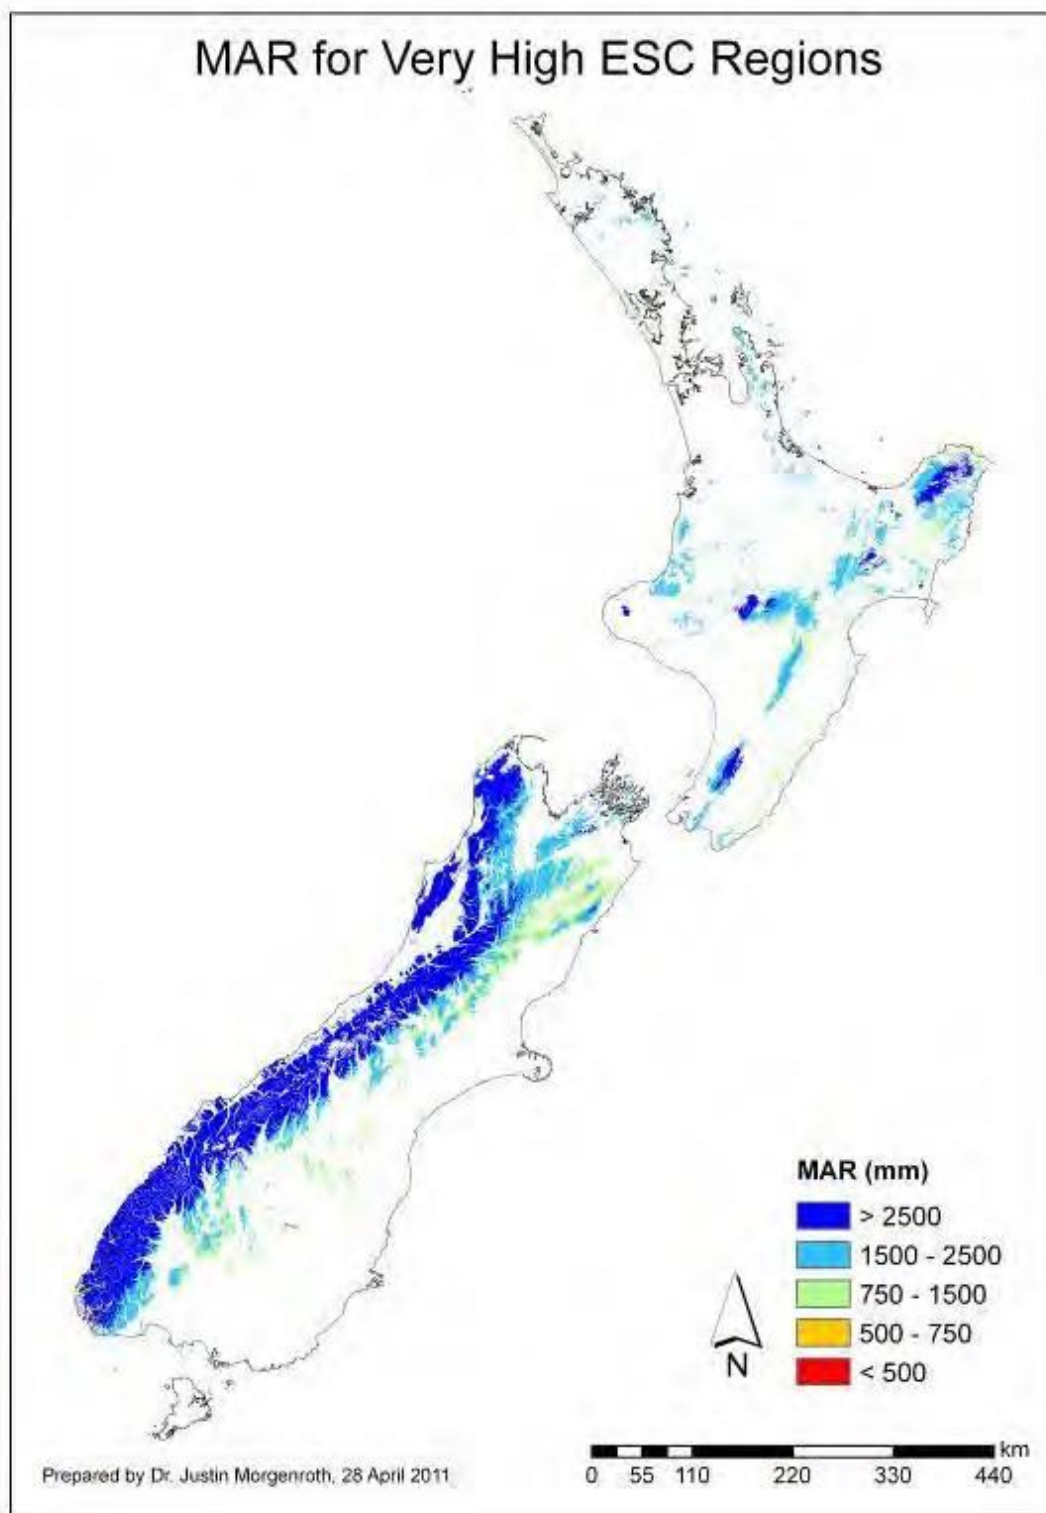 MAR for Very High ESC Regions
MAR (mm)
> 2500
1500 - 2500
750 - 1500
500 - 750
< 500
N
km
0 55 110 220 330 440
Prepared by Dr. Justin Morgenroth, 28 April 2011